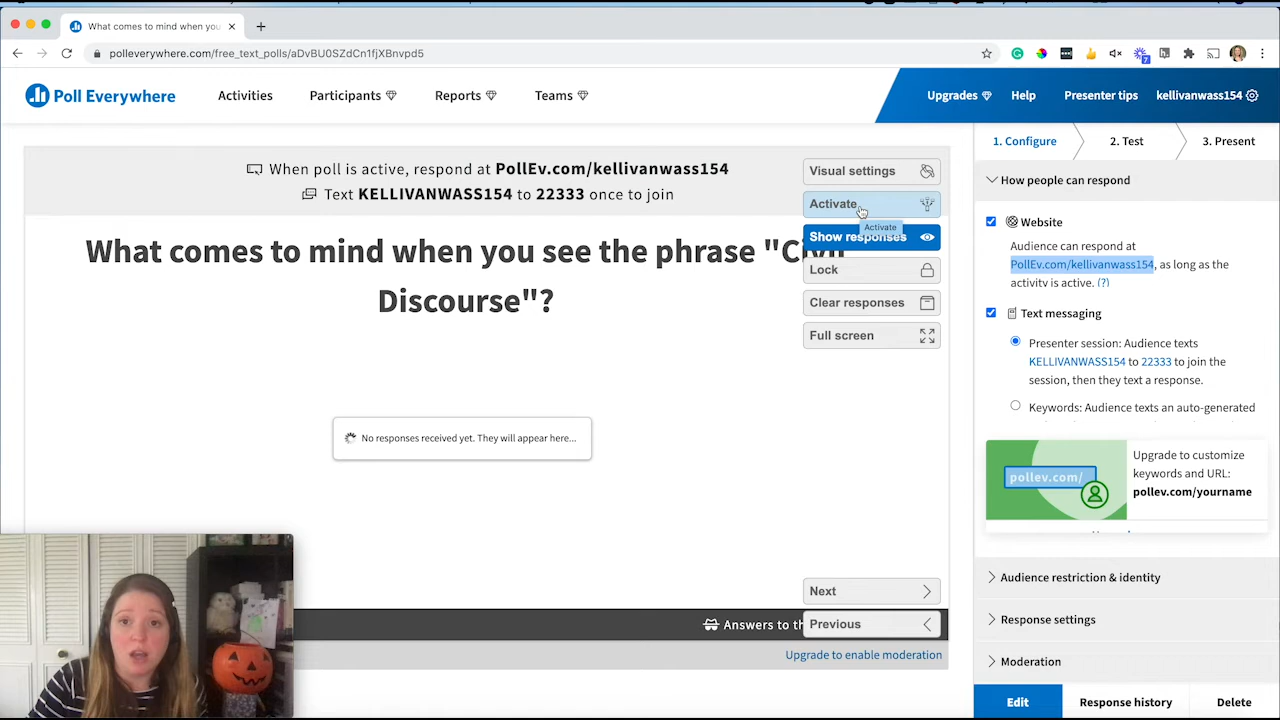 What comes to mind when you
polleverywhere.com/free_text_polls/aDvBU0SZdCn1fjXBnvpd5
7
Poll Everywhere
Activities
Participants
Reports
Teams
Upgrades
Help
Presenter tips
kellivanwass154
When poll is active, respond at PollEv.com/kellivanwass154
Text KELLIVANWASS154 to 22333 once to join
What comes to mind when you see the phrase "Civil
Discourse"?
No responses received yet. They will appear here...
Visual settings
Activate
Activate
Show responses
Lock
Clear responses
Full screen
Next
Previous
Answers to th
Upgrade to enable moderation
1. Configure
2. Test
3. Present
How people can respond
Website
Audience can respond at
PollEv.com/kellivanwass154, as long as the
activity is active. (?)
Text messaging
Presenter session: Audience texts
KELLIVANWASS154 to 22333 to join the
session, then they text a response.
Keywords: Audience texts an auto-generated
pollev.com/
Upgrade to customize
keywords and URL:
pollev.com/yourname
Audience restriction & identity
Response settings
Moderation
Edit
Response history
Delete